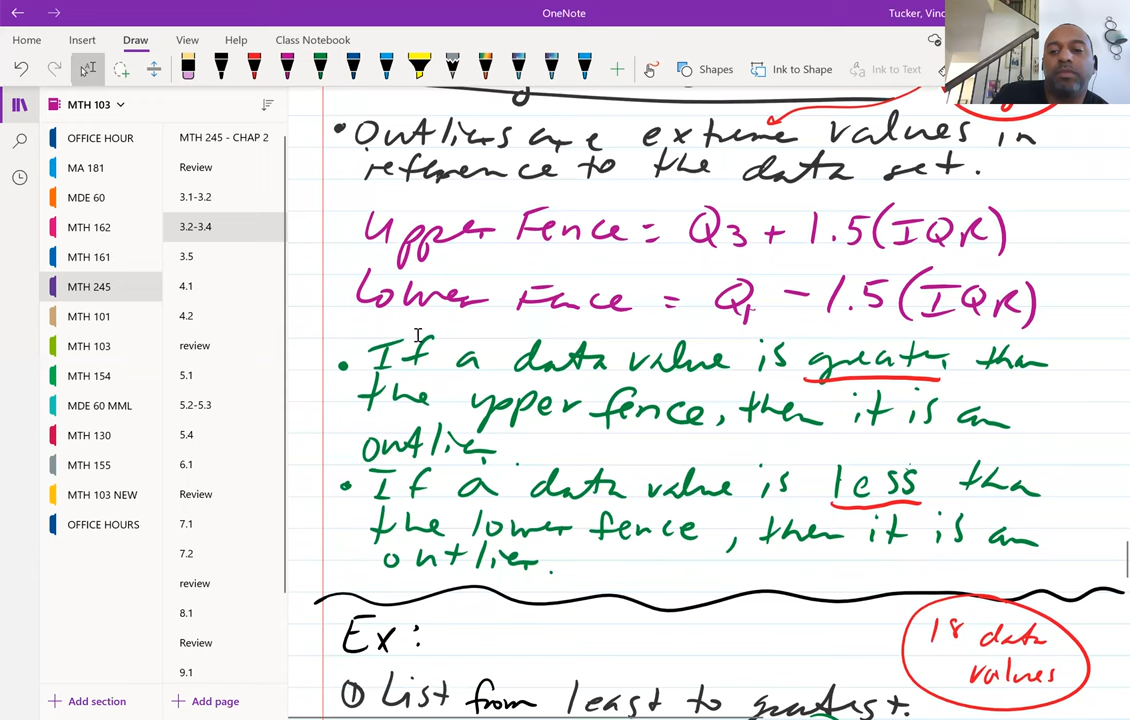 OneNote
Tucker, Vinc
Home
Insert
Draw
View
Help
Class Notebook
Shapes
Ink to Shape
Ink to Text
MTH 103
OFFICE HOUR
MA 181
MDE 60
MTH 162
MTH 161
MTH 245
MTH 101
MTH 103
MTH 154
MDE 60 MML
MTH 130
MTH 155
MTH 103 NEW
OFFICE HOURS
Add section
MTH 245 - CHAP 2
Review
3.1-3.2
3.2-3.4
3.5
4.1
4.2
review
5.1
5.2-5.3
5.4
6.1
Review
7.1
7.2
review
8.1
Review
9.1
Add page
• Outliers are extreme values in
reference to the data set.
Upper Fence = Q3 + 1.5(IQR)
Lower Fence = Q1 - 1.5(IQR)
• If a data value is greater than
the upper fence, then it is an
outlier.
• If a data value is less than
the lower fence, then it is an
outlier.
Ex:
18 data
values
① List from least to greatest.